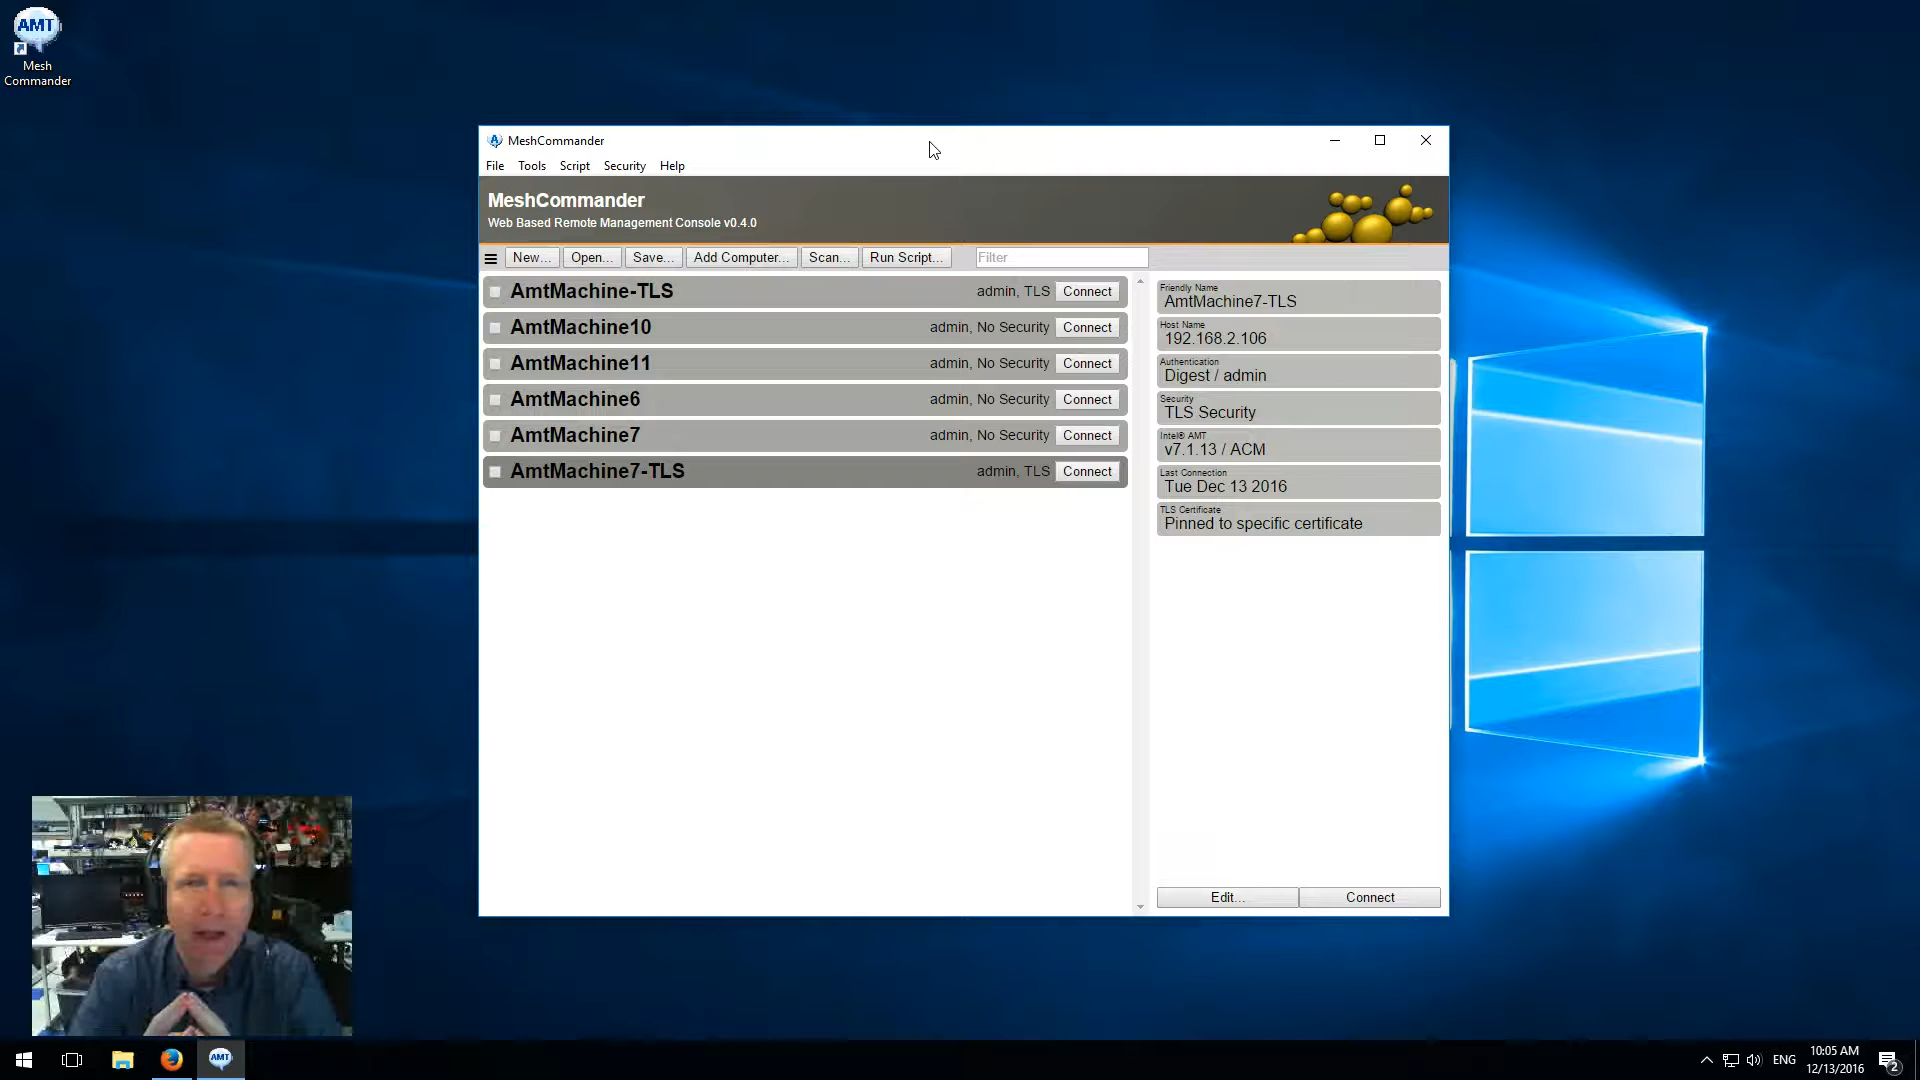 AMT
Mesh
Commander
MeshCommander
File Tools Script Security Help
MeshCommander
Web Based Remote Management Console v0.4.0
New... Open... Save... Add Computer... Scan... Run Script... Filter
AmtMachine-TLS admin, TLS Connect
AmtMachine10 admin, No Security Connect
AmtMachine11 admin, No Security Connect
AmtMachine6 admin, No Security Connect
AmtMachine7 admin, No Security Connect
AmtMachine7-TLS admin, TLS Connect
Friendly Name
AmtMachine7-TLS
Host Name
192.168.2.106
Authentication
Digest / admin
Security
TLS Security
Intel® AMT
v7.1.13 / ACM
Last Connection
Tue Dec 13 2016
TLS Certificate
Pinned to specific certificate
Edit... Connect
AMT
ENG
10:05 AM
12/13/2016
2